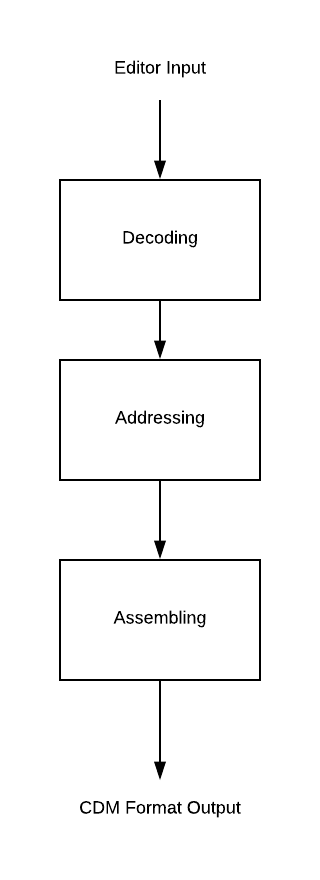 Editor Input
Decoding
Addressing
Assembling
CDM Format Output